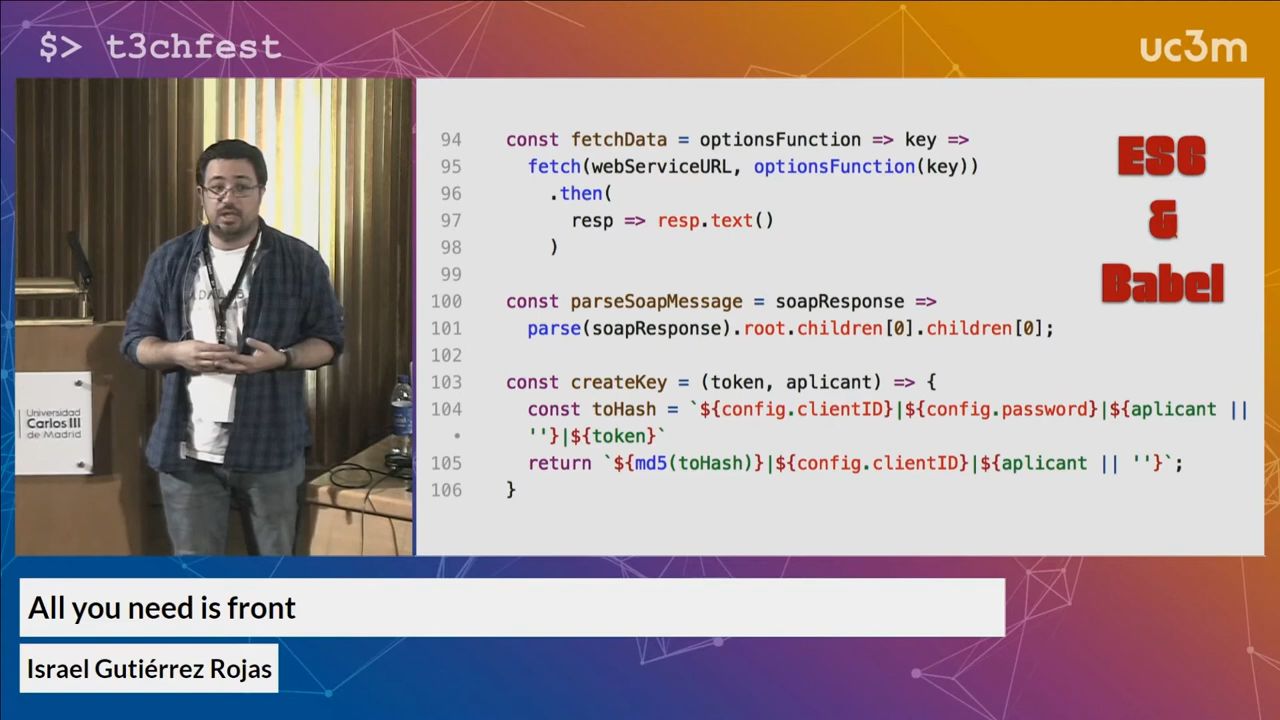 $> t3chfest
uc3m
94 const fetchData = optionsFunction => key =>
95 fetch(webServiceURL, optionsFunction(key))
96 .then(
97 resp => resp.text()
98 )
99
100 const parseSoapMessage = soapResponse =>
101 parse(soapResponse).root.children[0].children[0];
102
103 const createKey = (token, aplicant) => {
104 const toHash = `${config.clientID}|${config.password}|${aplicant ||
• ''}|${token}`
105 return `${md5(toHash)}|${config.clientID}|${aplicant || ''}`;
106 }
ES6
&
Babel
Universidad
Carlos III
de Madrid
All you need is front
Israel Gutiérrez Rojas